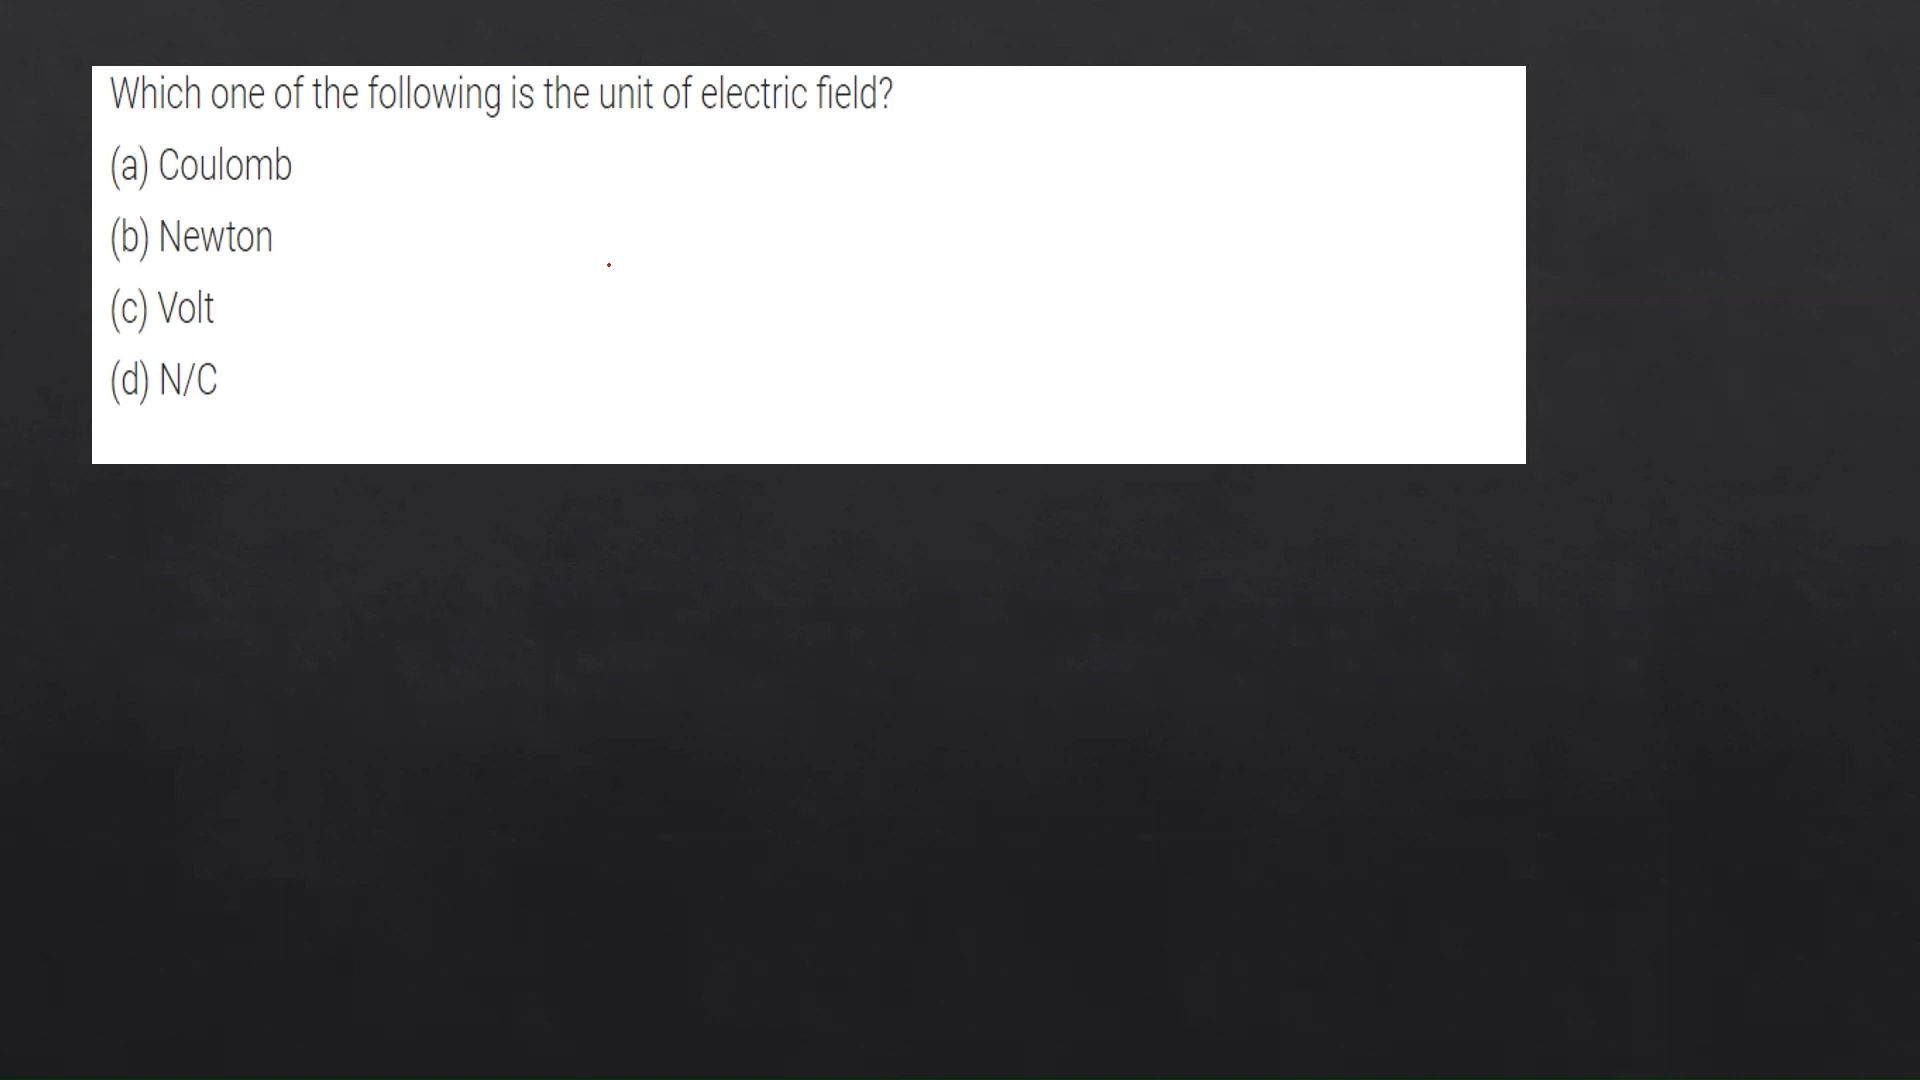 Which one of the following is the unit of electric field?
(a) Coulomb
(b) Newton
(c) Volt
(d) N/C